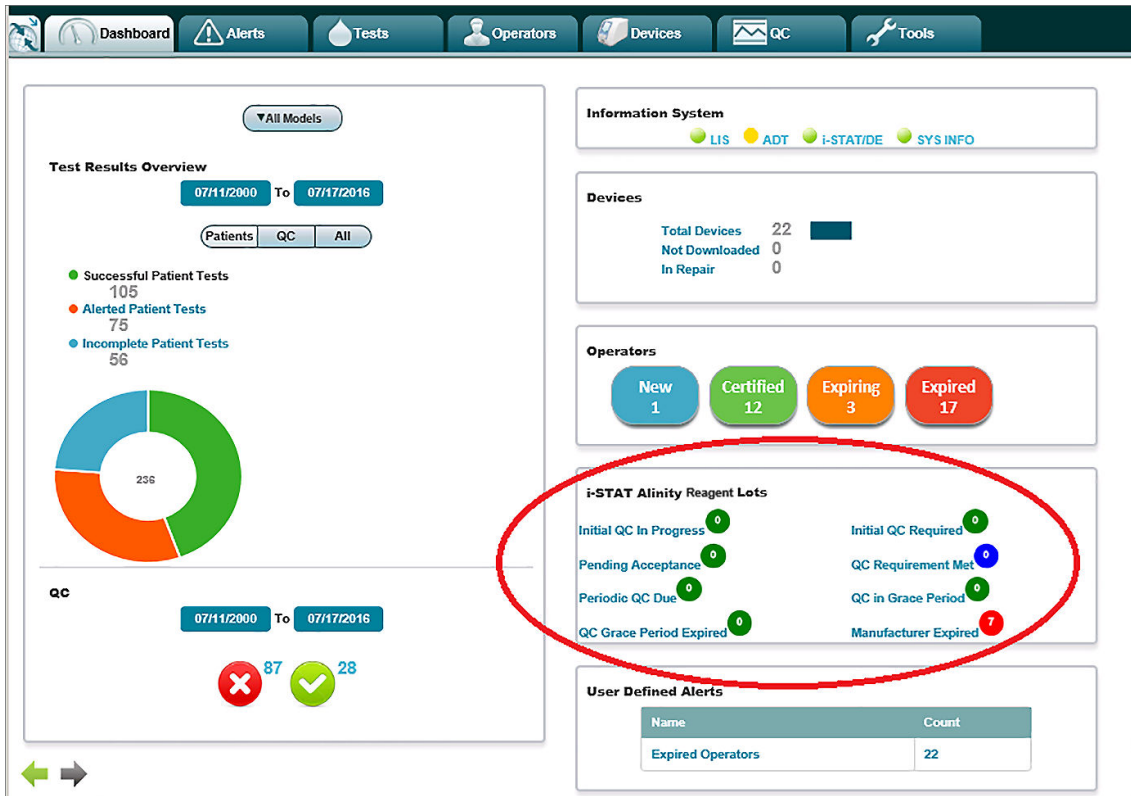 Dashboard Alerts Tests Operators Devices QC Tools
▼All Models
Test Results Overview
07/11/2000 To 07/17/2016
Patients QC All
Successful Patient Tests
105
Alerted Patient Tests
75
Incomplete Patient Tests
56
236
QC
07/11/2000 To 07/17/2016
87 28
Information System
LIS ADT i-STAT/DE SYS INFO
Devices
Total Devices 22
Not Downloaded 0
In Repair 0
Operators
New Certified Expiring Expired
1 12 3 17
i-STAT Alinity Reagent Lots
Initial QC In Progress 0 Initial QC Required 0
Pending Acceptance 0 QC Requirement Met 0
Periodic QC Due 0 QC in Grace Period 0
QC Grace Period Expired 0 Manufacturer Expired 7
User Defined Alerts
Name Count
Expired Operators 22